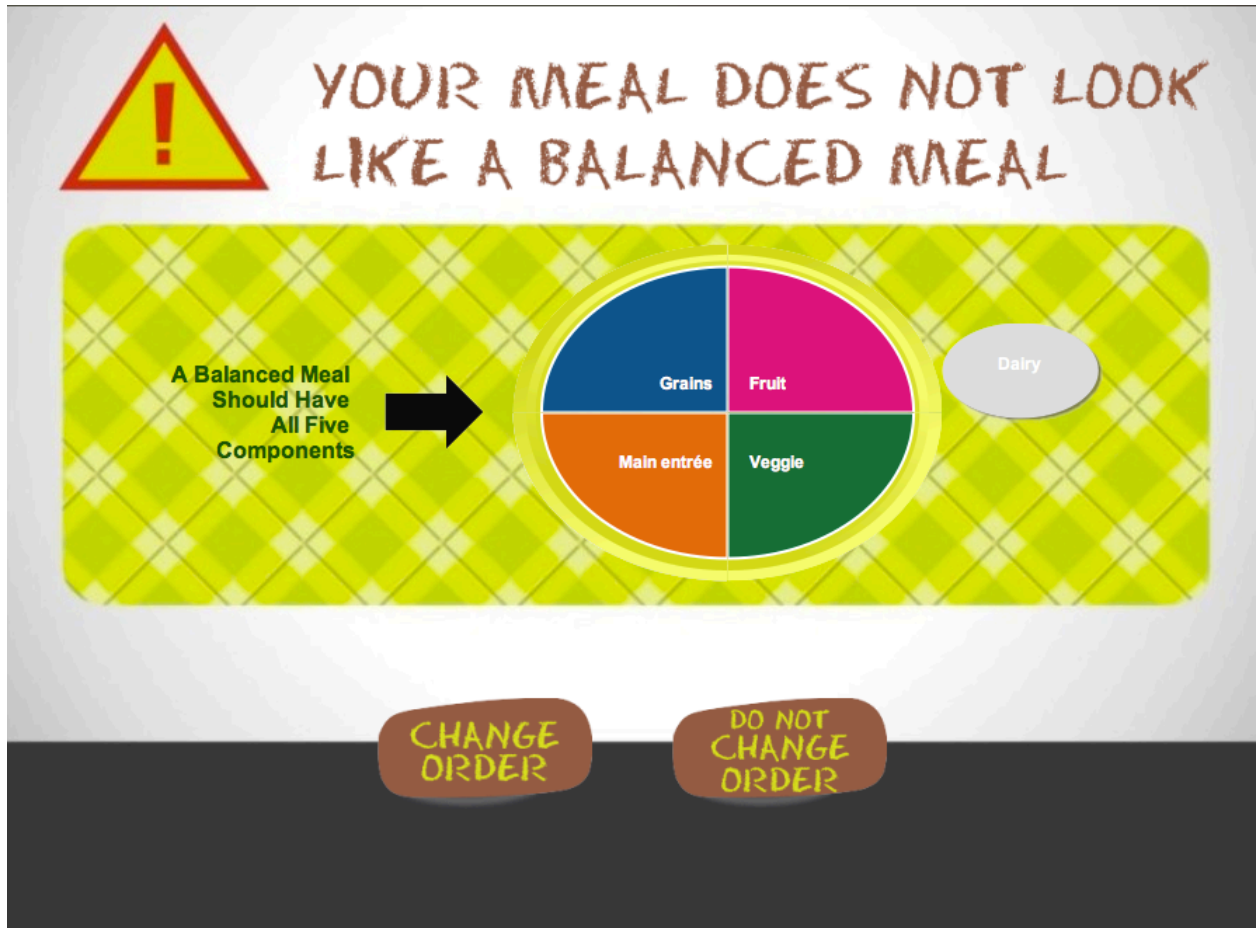 !
YOUR MEAL DOES NOT LOOK
LIKE A BALANCED MEAL
A Balanced Meal
Should Have
All Five
Components
Grains
Fruit
Dairy
Main entrée
Veggie
CHANGE
ORDER
DO NOT
CHANGE
ORDER